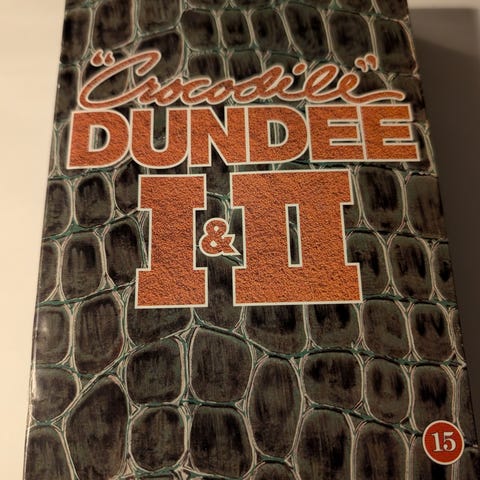 "Crocodile"
DUNDEE
I & II
15